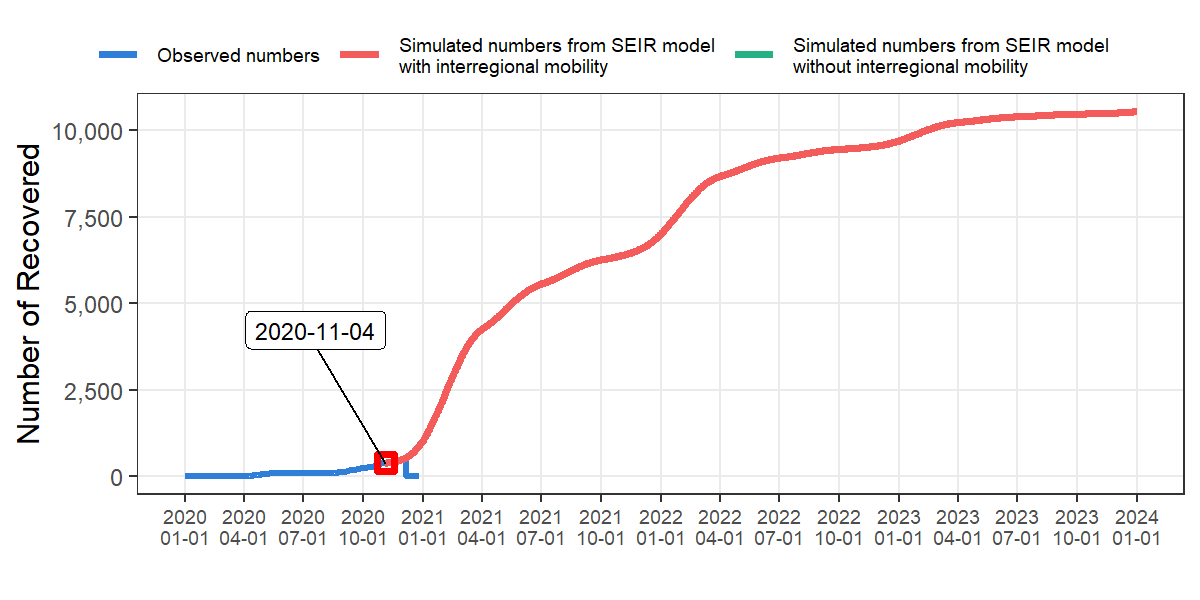 Observed numbers
Simulated numbers from SEIR model
with interregional mobility
Simulated numbers from SEIR model
without interregional mobility
Number of Recovered
10,000
7,500
5,000
2,500
0
2020-11-04
2020 2020 2020 2020 2021 2021 2021 2021 2022 2022 2022 2022 2023 2023 2023 2023 2024
01-01 04-01 07-01 10-01 01-01 04-01 07-01 10-01 01-01 04-01 07-01 10-01 01-01 04-01 07-01 10-01 01-01